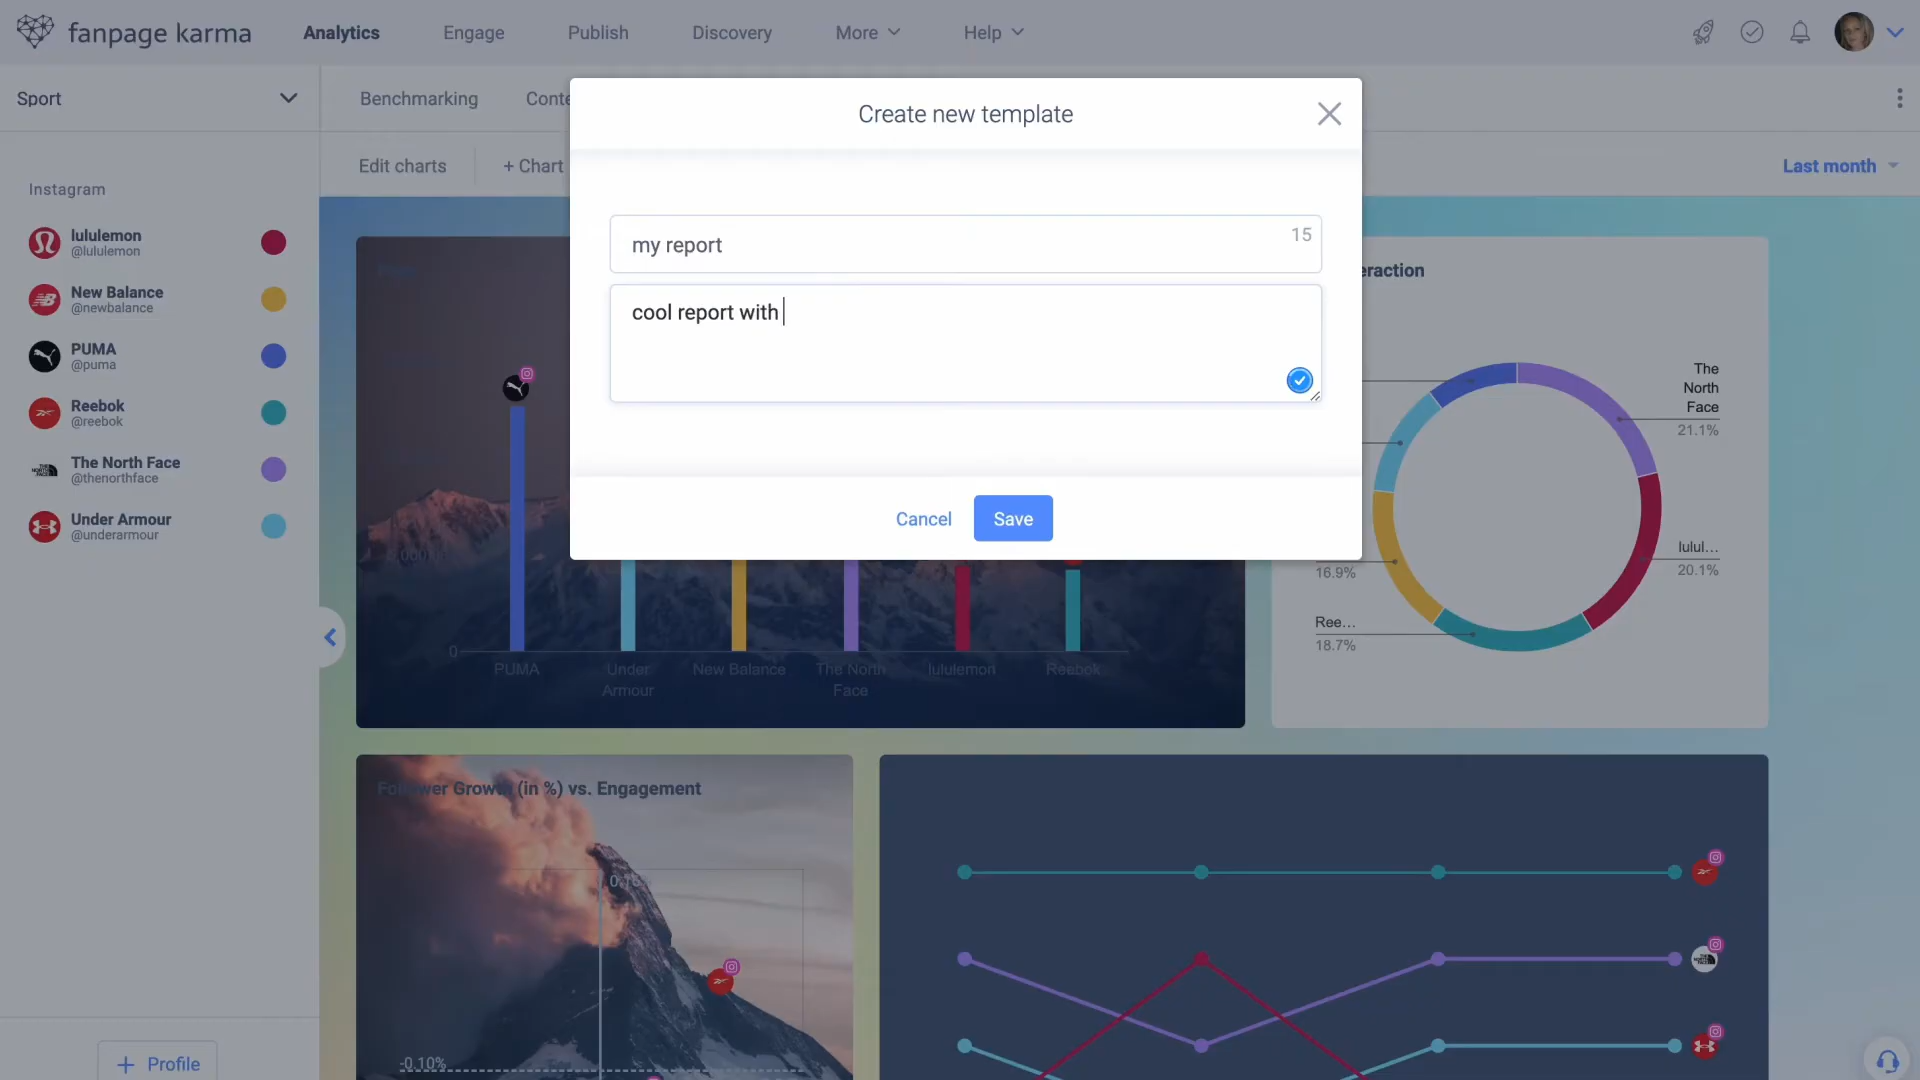 fanpage karma
Analytics
Engage
Publish
Discovery
More
Help
Sport
Benchmarking
Edit charts
+ Chart
Last month
Create new template
my report
15
cool report with
Cancel
Save
Instagram
lululemon
@lululemon
New Balance
@newbalance
PUMA
@puma
Reebok
@reebok
The North Face
@thenorthface
Under Armour
@underarmour
+ Profile
0
PUMA
Under
Armour
New Balance
The North
Face
lululemon
Reebok
eraction
The
North
Face
21.1%
lulul...
20.1%
16.9%
Ree...
18.7%
Follower Growth (in %) vs. Engagement
-0.10%